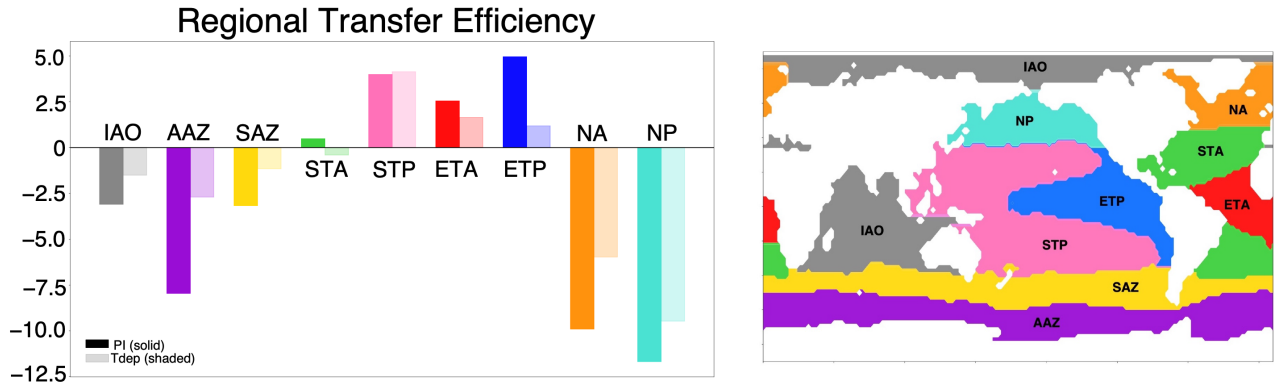 Regional Transfer Efficiency
5.0
2.5
0
−2.5
−5.0
−7.5
−10.0
−12.5
IAO AAZ SAZ NA NP
STA STP ETA ETP
PI (solid)
Tdep (shaded)
IAO
NA
NP
STA
ETP
ETA
IAO
STP
SAZ
AAZ